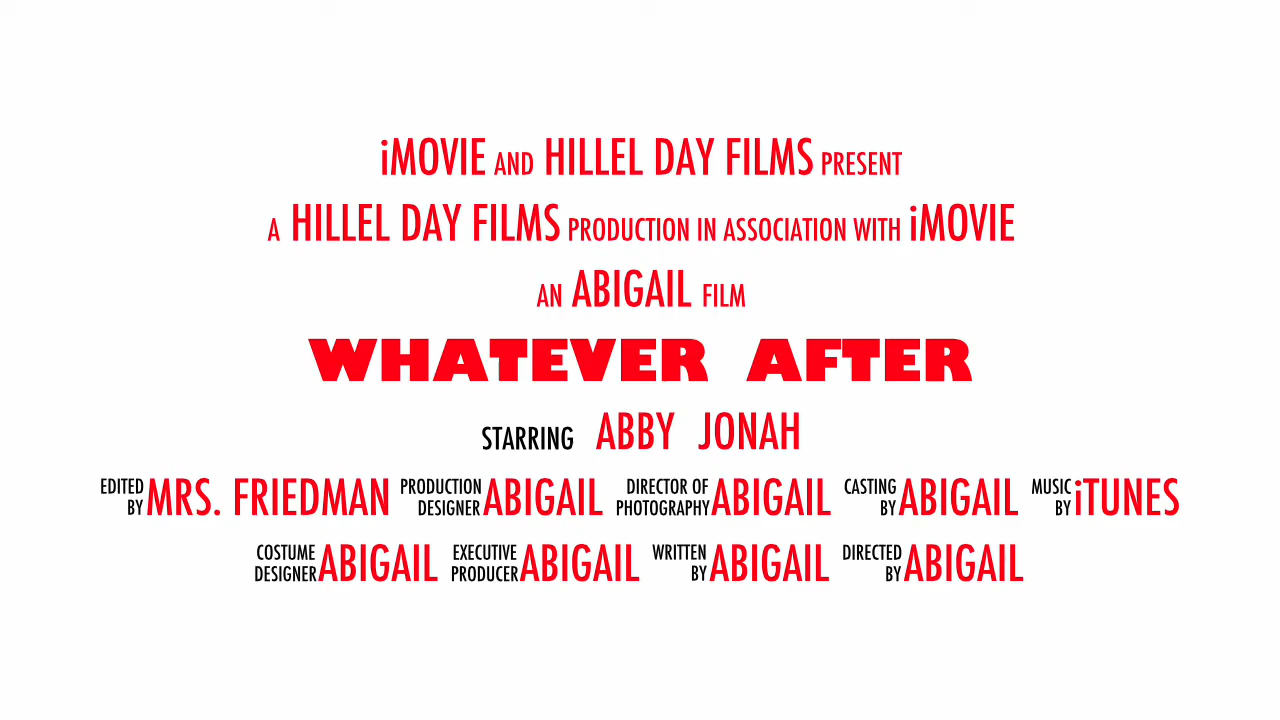 iMOVIE AND HILLEL DAY FILMS PRESENT
A HILLEL DAY FILMS PRODUCTION IN ASSOCIATION WITH iMOVIE
AN ABIGAIL FILM
WHATEVER AFTER
STARRING ABBY JONAH
EDITED BY MRS. FRIEDMAN PRODUCTION DESIGNER ABIGAIL DIRECTOR OF PHOTOGRAPHY ABIGAIL CASTING BY ABIGAIL MUSIC BY iTUNES
COSTUME DESIGNER ABIGAIL EXECUTIVE PRODUCER ABIGAIL WRITTEN BY ABIGAIL DIRECTED BY ABIGAIL